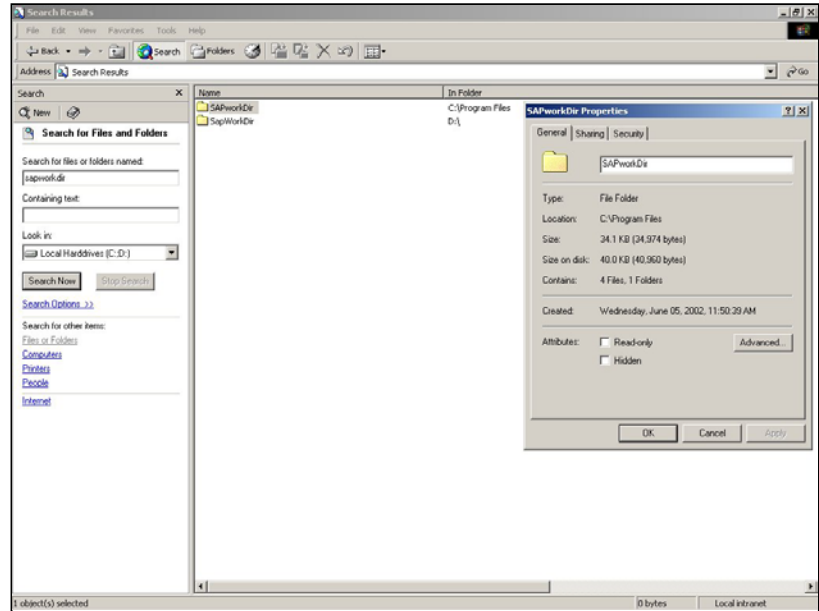 Search Results
File Edit View Favorites Tools Help
Back Search Folders
Address Search Results Go
Search
New
Search for Files and Folders
Search for files or folders named:
sapworkdir
Containing text:
Look in:
Local Harddrives (C:;D:)
Search Now Stop Search
Search Options >>
Search for other items:
Files or Folders
Computers
Printers
People
Internet
Name In Folder
SAPworkDir C:\Program Files
SapWorkDir D:\
SAPworkDir Properties
General Sharing Security
SAPworkDir
Type: File Folder
Location: C:\Program Files
Size: 34.1 KB (34,974 bytes)
Size on disk: 40.0 KB (40,960 bytes)
Contains: 4 Files, 1 Folders
Created: Wednesday, June 05, 2002, 11:50:39 AM
Attributes: Read-only Advanced...
Hidden
OK Cancel Apply
1 object(s) selected 0 bytes Local intranet